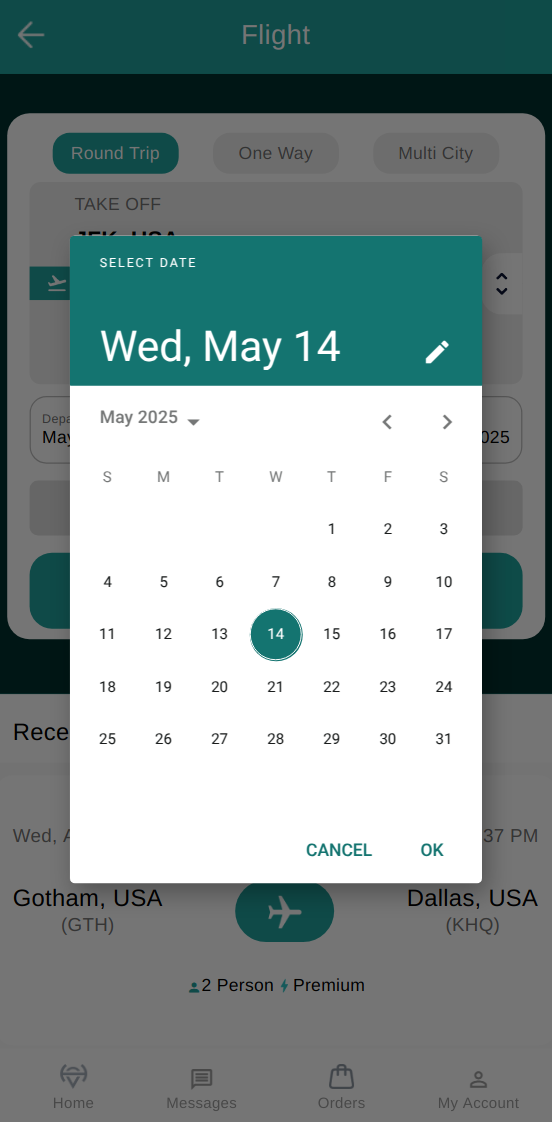 Flight
Round Trip One Way Multi City
TAKE OFF
JFK, USA
SELECT DATE
Wed, May 14
May 2025
Depa
May
2025
S M T W T F S
1 2 3
4 5 6 7 8 9 10
11 12 13 14 15 16 17
18 19 20 21 22 23 24
25 26 27 28 29 30 31
Rece
CANCEL OK
Wed, A
37 PM
Gotham, USA Dallas, USA
(GTH) (KHQ)
2 Person Premium
Home Messages Orders My Account